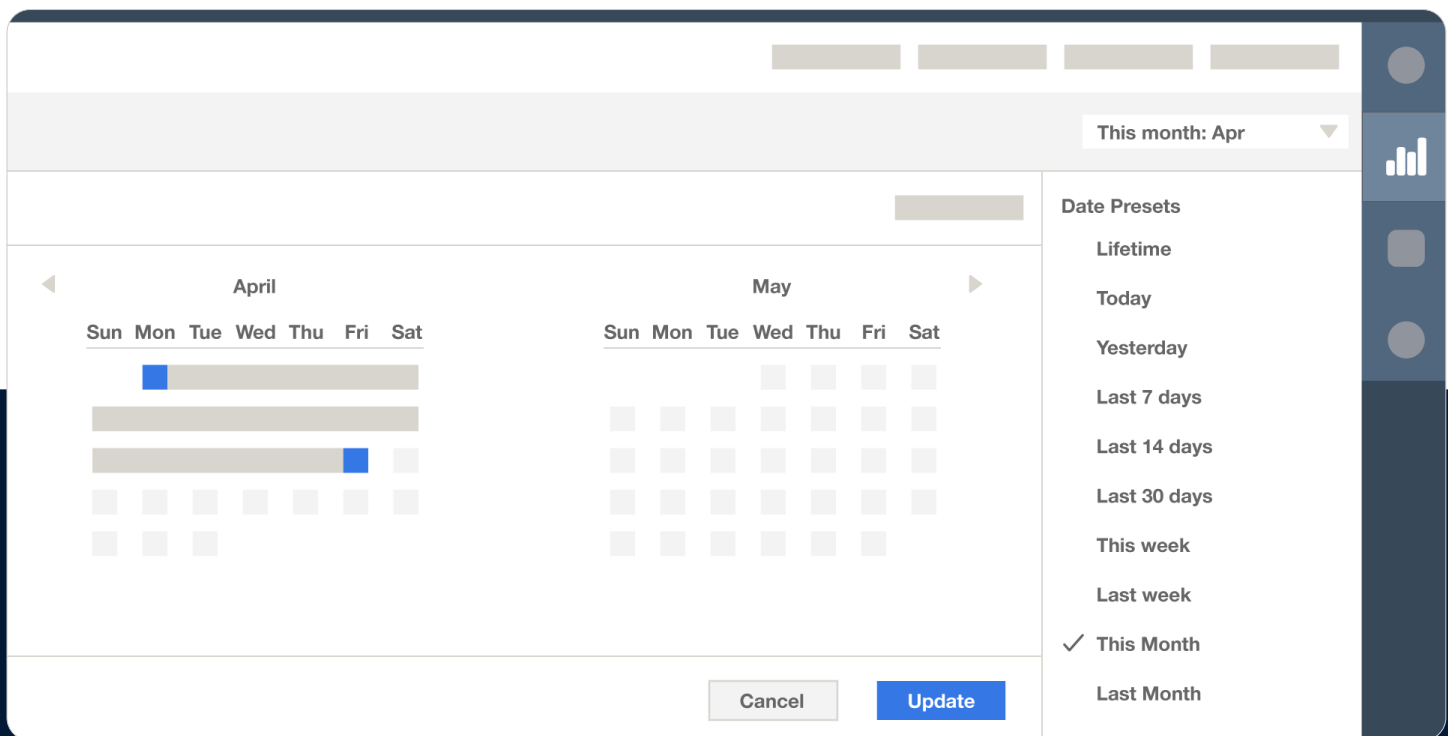 This month: Apr
Date Presets
Lifetime
Today
Yesterday
Last 7 days
Last 14 days
Last 30 days
This week
Last week
This Month
Last Month
April
Sun Mon Tue Wed Thu Fri Sat
May
Sun Mon Tue Wed Thu Fri Sat
Cancel
Update